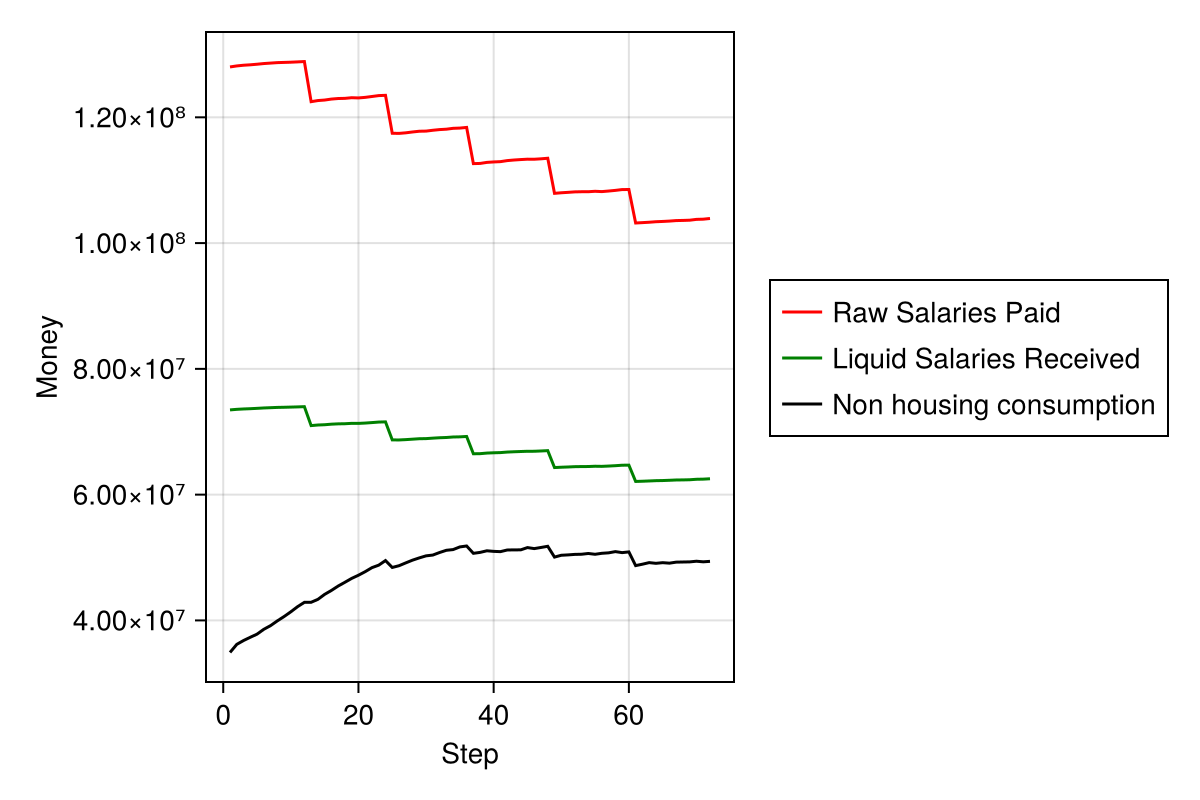 1.20×10⁸
1.00×10⁸
8.00×10⁷
6.00×10⁷
4.00×10⁷
Money
0 20 40 60
Step
Raw Salaries Paid
Liquid Salaries Received
Non housing consumption